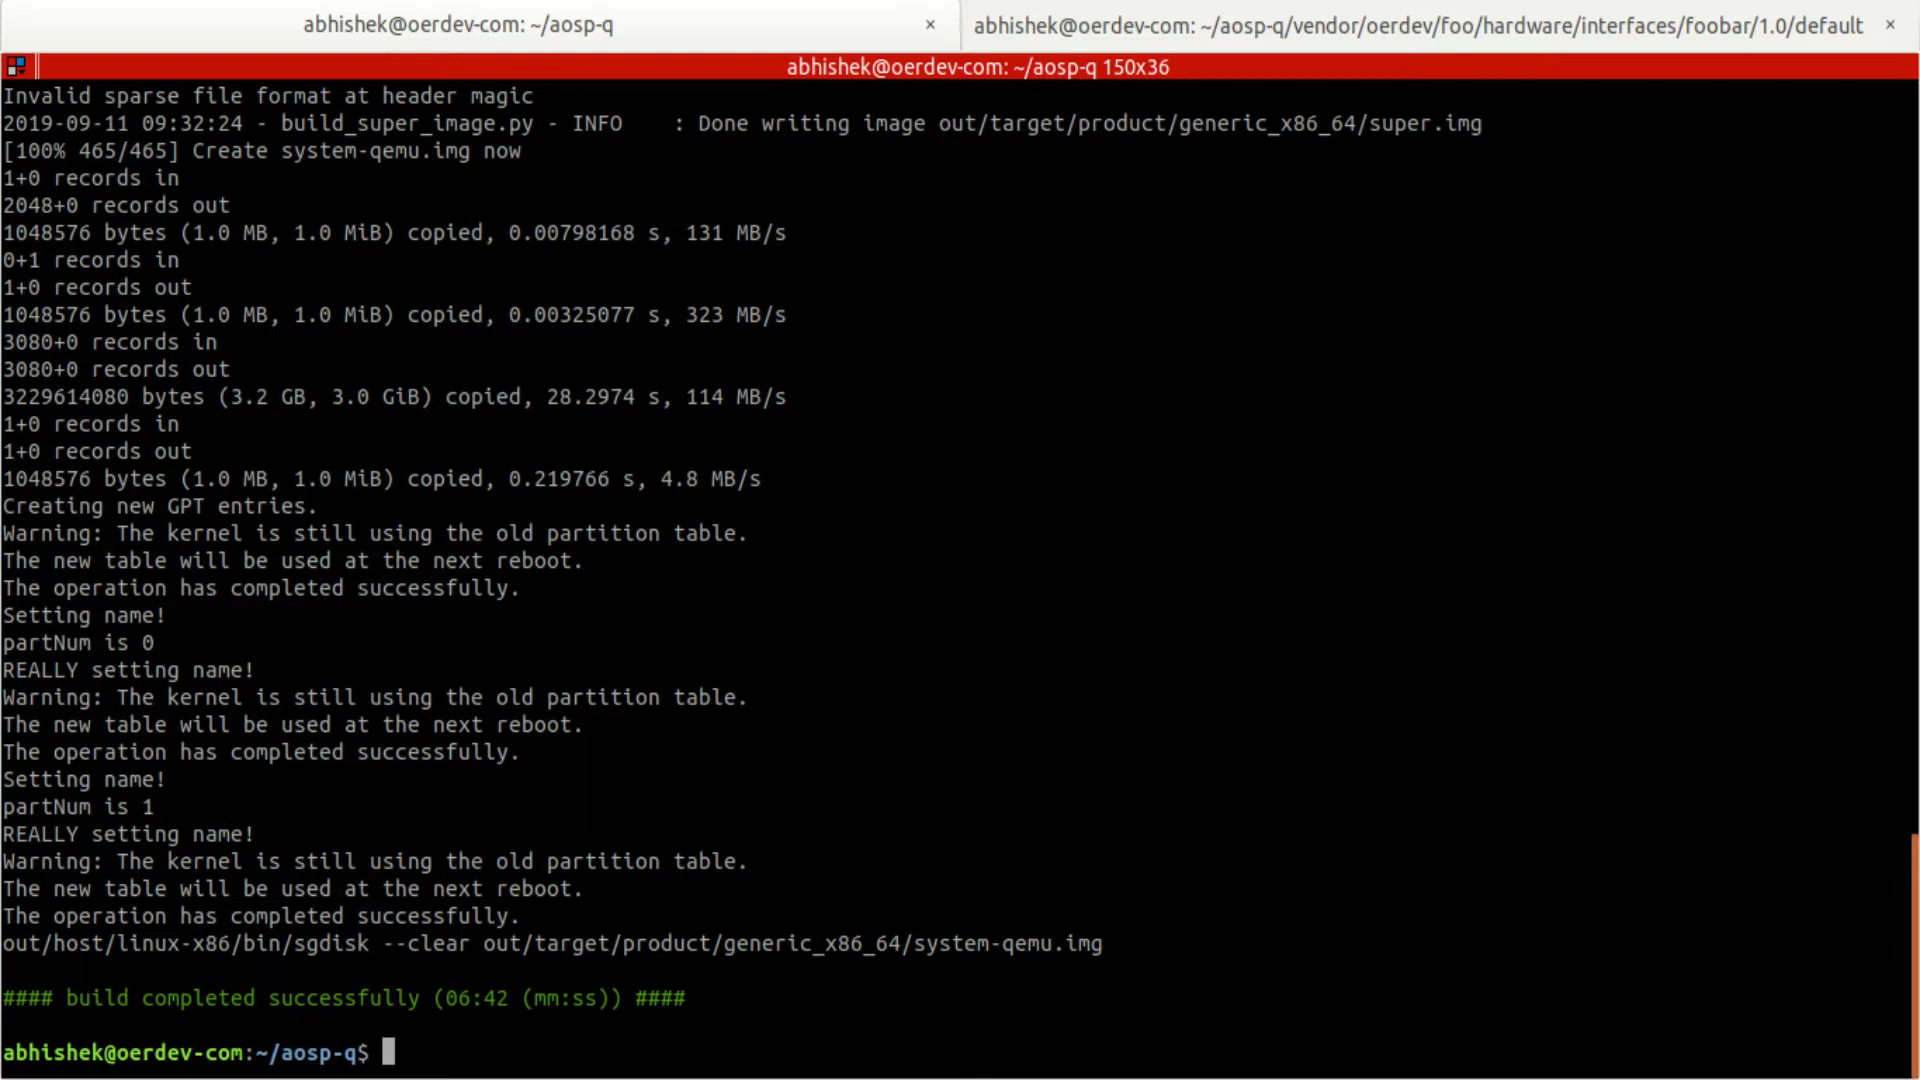 abhishek@oerdev-com: ~/aosp-q ×
abhishek@oerdev-com: ~/aosp-q/vendor/oerdev/foo/hardware/interfaces/foobar/1.0/default ×
abhishek@oerdev-com: ~/aosp-q 150x36
Invalid sparse file format at header magic
2019-09-11 09:32:24 - build_super_image.py - INFO    : Done writing image out/target/product/generic_x86_64/super.img
[100% 465/465] Create system-qemu.img now
1+0 records in
2048+0 records out
1048576 bytes (1.0 MB, 1.0 MiB) copied, 0.00798168 s, 131 MB/s
0+1 records in
1+0 records out
1048576 bytes (1.0 MB, 1.0 MiB) copied, 0.00325077 s, 323 MB/s
3080+0 records in
3080+0 records out
3229614080 bytes (3.2 GB, 3.0 GiB) copied, 28.2974 s, 114 MB/s
1+0 records in
1+0 records out
1048576 bytes (1.0 MB, 1.0 MiB) copied, 0.219766 s, 4.8 MB/s
Creating new GPT entries.
Warning: The kernel is still using the old partition table.
The new table will be used at the next reboot.
The operation has completed successfully.
Setting name!
partNum is 0
REALLY setting name!
Warning: The kernel is still using the old partition table.
The new table will be used at the next reboot.
The operation has completed successfully.
Setting name!
partNum is 1
REALLY setting name!
Warning: The kernel is still using the old partition table.
The new table will be used at the next reboot.
The operation has completed successfully.
out/host/linux-x86/bin/sgdisk --clear out/target/product/generic_x86_64/system-qemu.img
#### build completed successfully (06:42 (mm:ss)) ####
abhishek@oerdev-com:~/aosp-q$